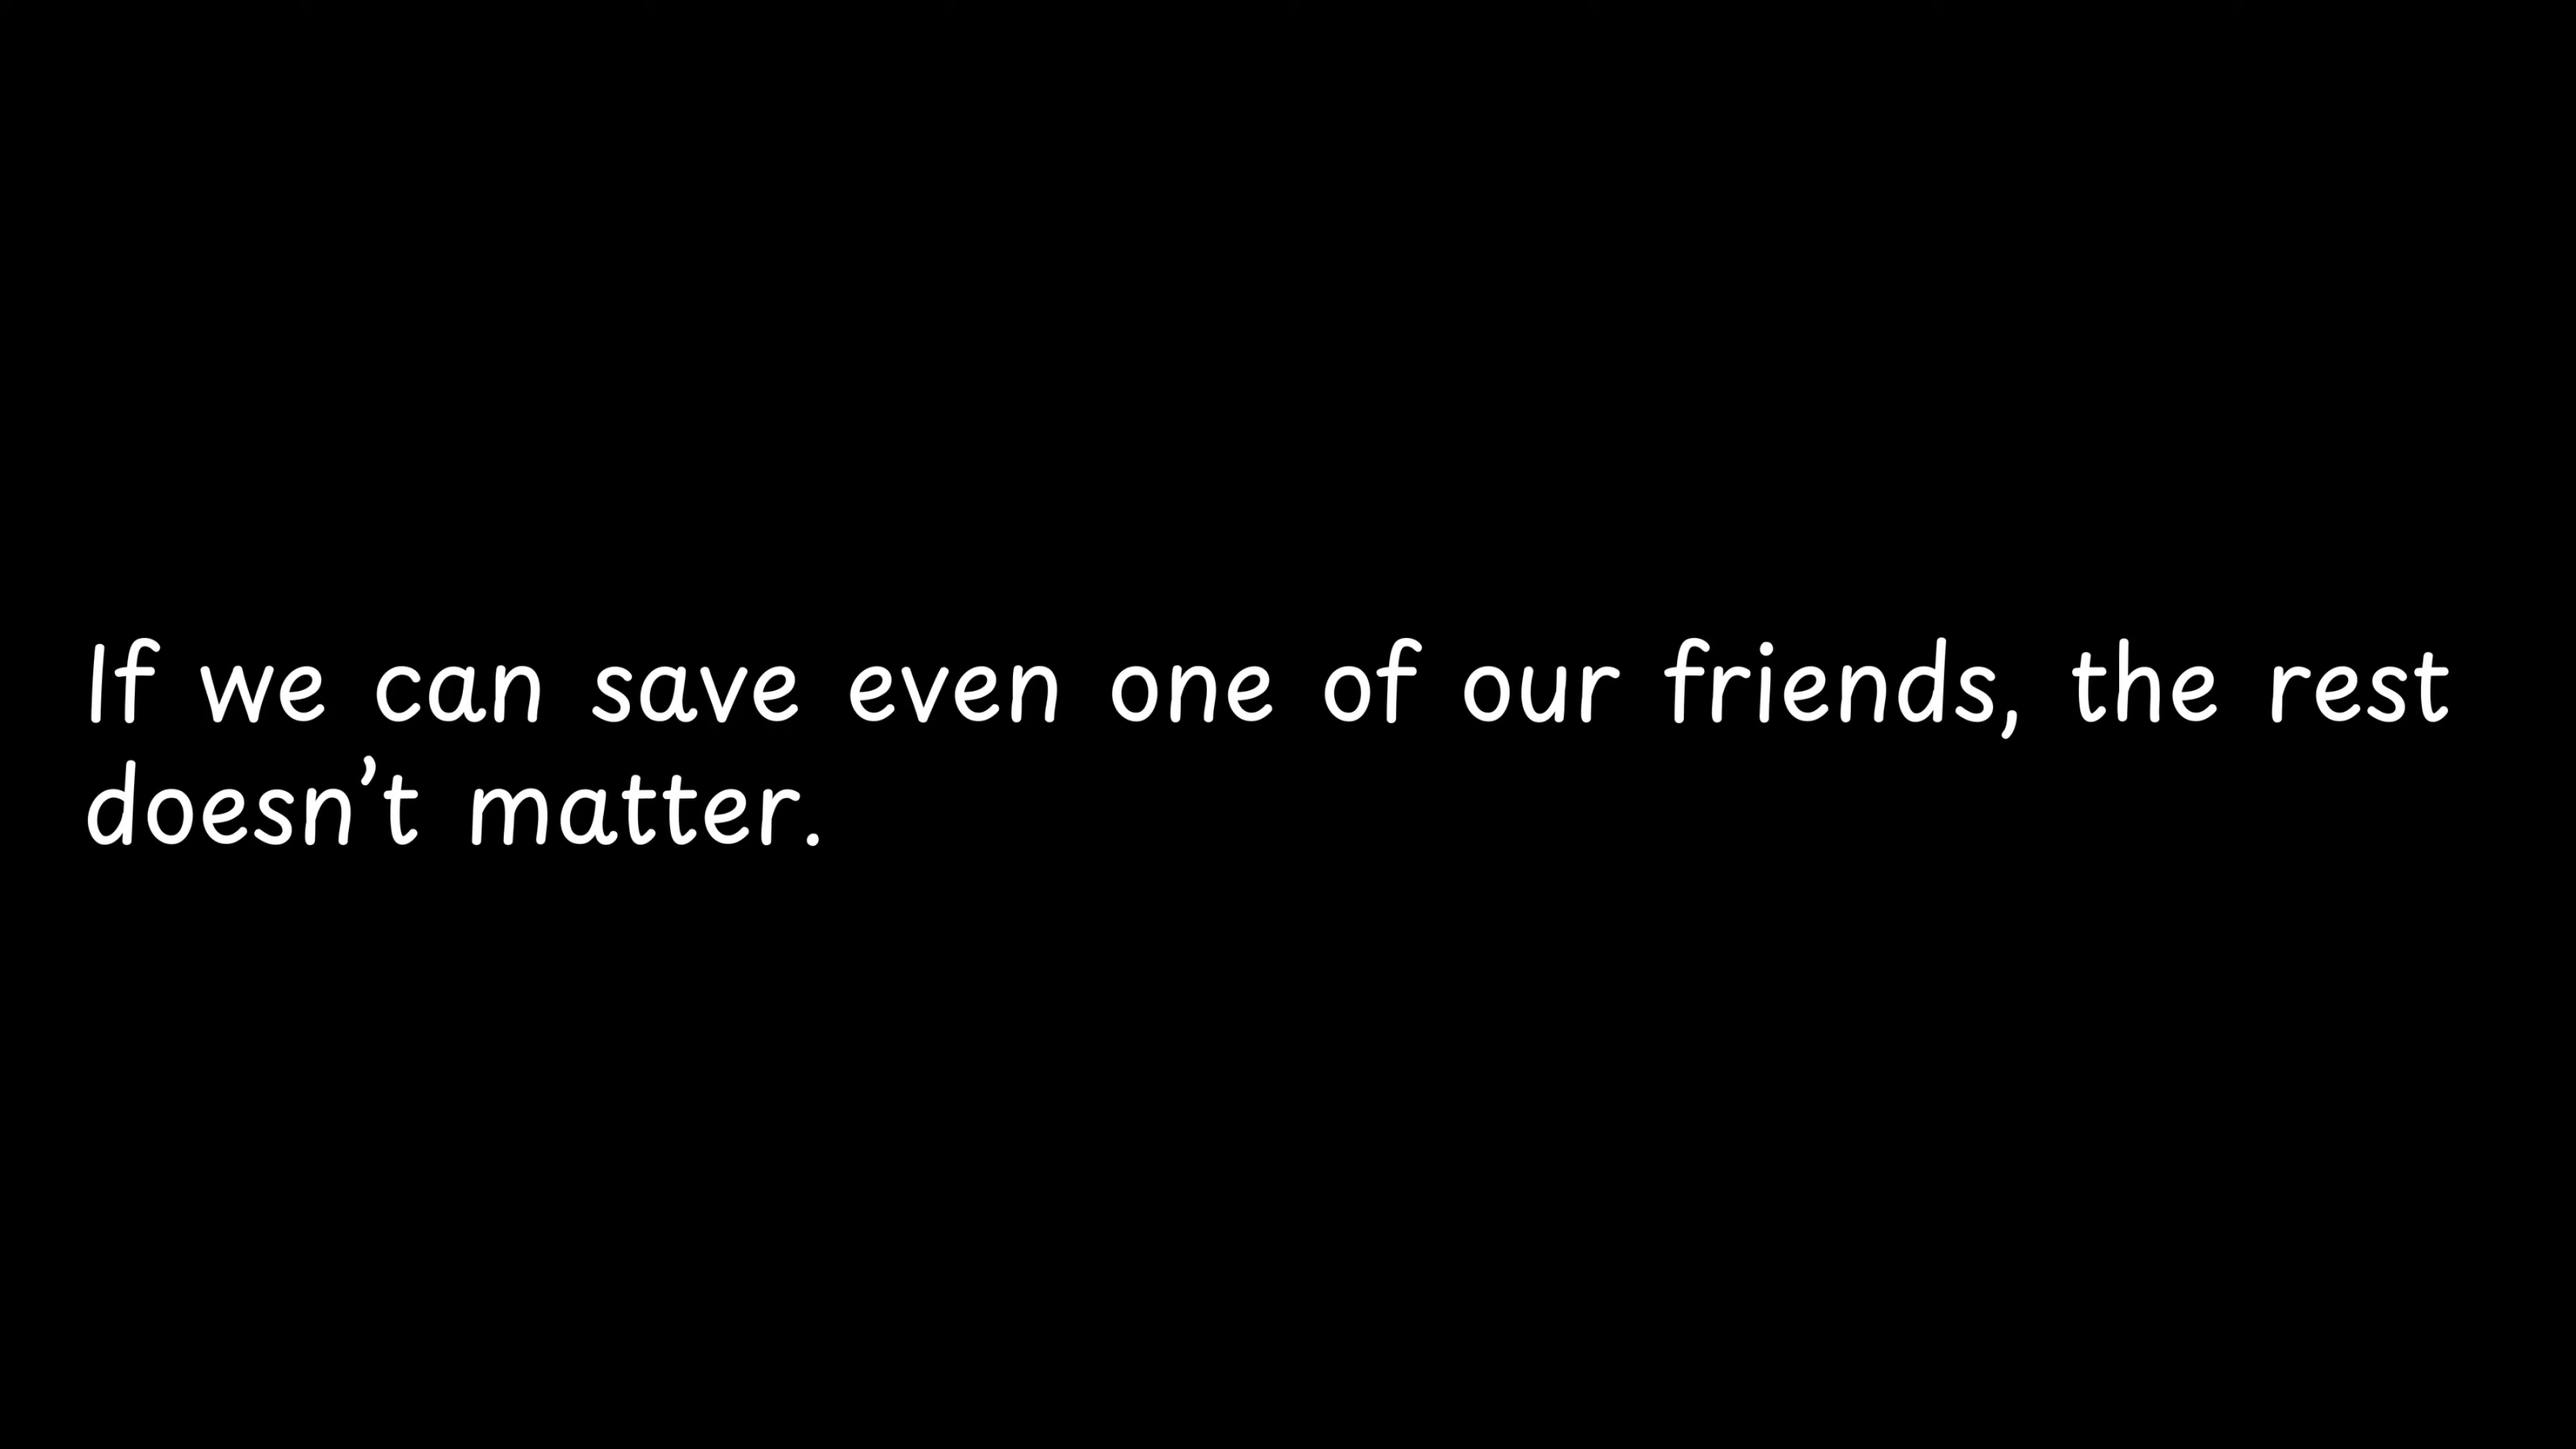 If we can save even one of our friends, the rest
doesn’t matter.